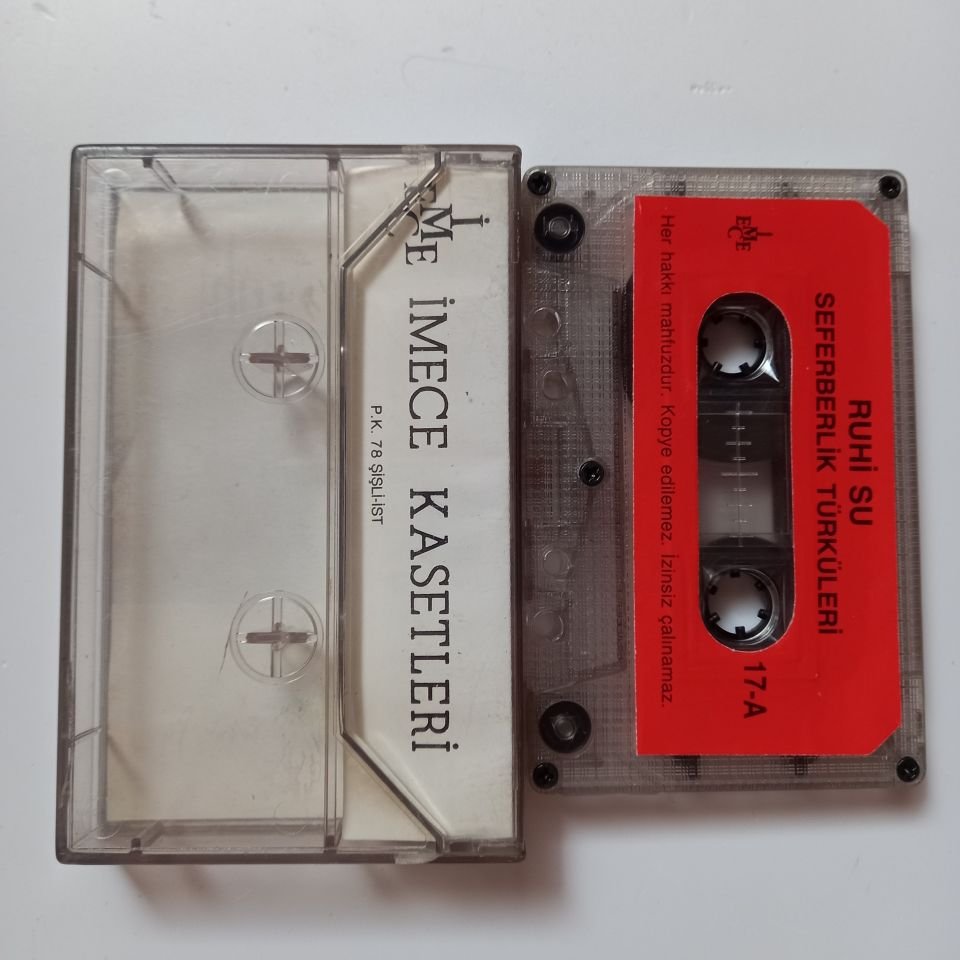 İMECE
İMECE KASETLERİ
P.K. 78 ŞİŞLİ-İST
RUHİ SU
SEFERBERLİK TÜRKÜLERİ
İMECE
17-A
Her hakkı mahfuzdur. Kopye edilemez. İzinsiz çalınamaz.